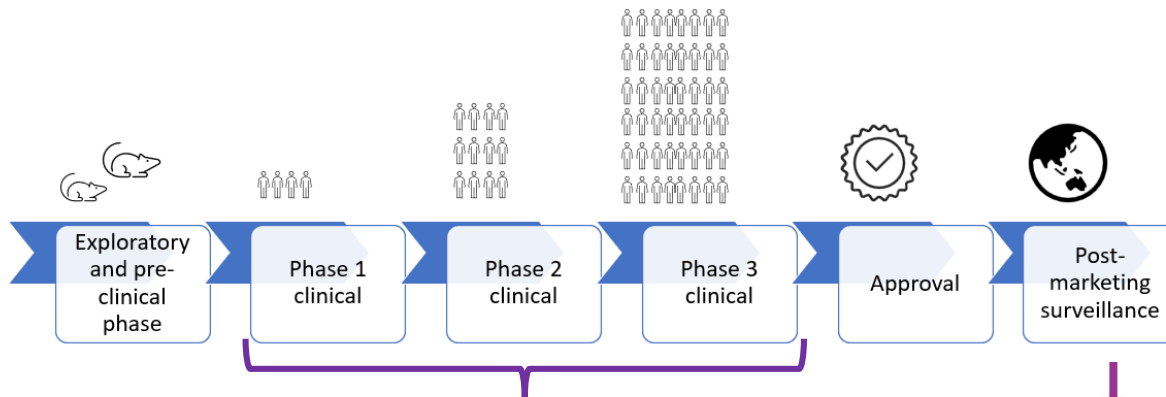 Exploratory
and pre-
clinical
phase
Phase 1
clinical
Phase 2
clinical
Phase 3
clinical
Approval
Post-
marketing
surveillance